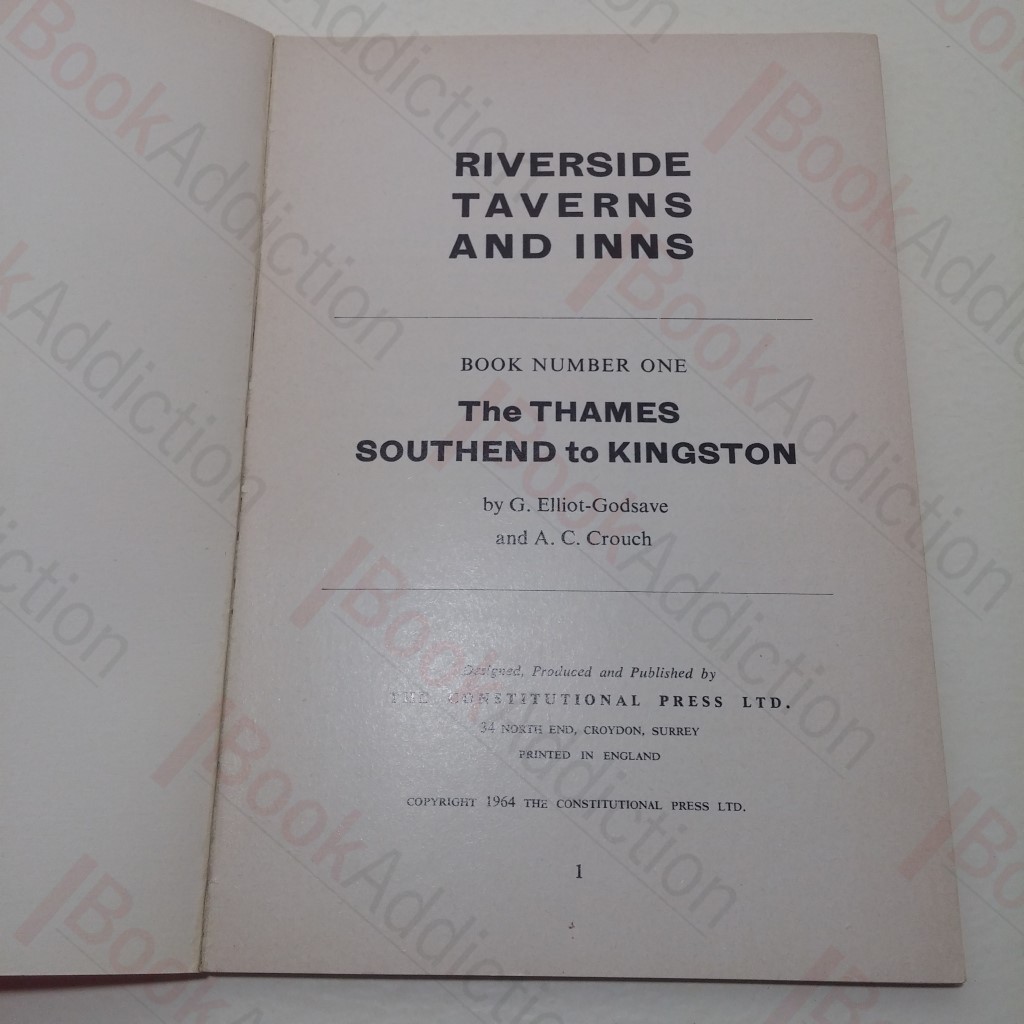 RIVERSIDE
TAVERNS
AND INNS
BOOK NUMBER ONE
The THAMES
SOUTHEND to KINGSTON
by G. Elliot-Godsave
and A. C. Crouch
Designed, Produced and Published by
THE CONSTITUTIONAL PRESS LTD.
34 NORTH END, CROYDON, SURREY
PRINTED IN ENGLAND
COPYRIGHT 1964 THE CONSTITUTIONAL PRESS LTD.
1
BookAddiction